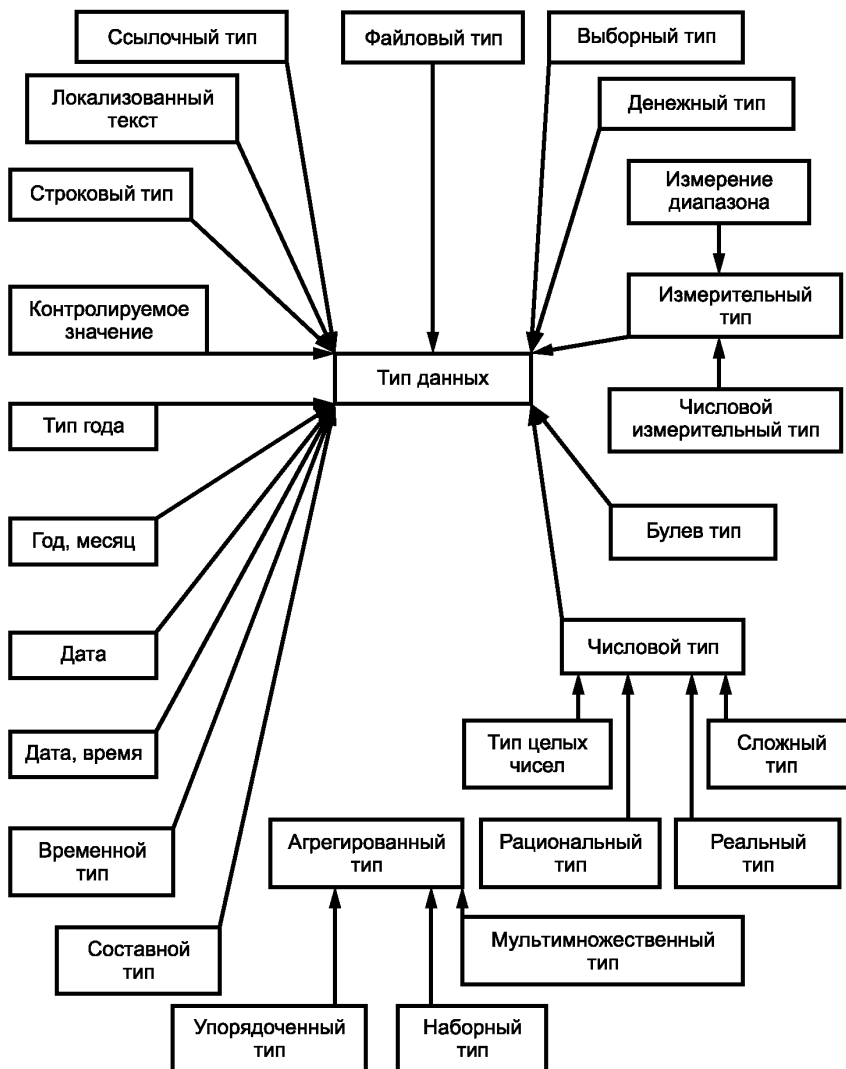 Ссылочный тип
Файловый тип
Выборный тип
Локализованный
текст
Денежный тип
Строковый тип
Измерение
диапазона
Контролируемое
значение
Измерительный
тип
Тип данных
Тип года
Числовой
измерительный тип
Год, месяц
Булев тип
Дата
Числовой тип
Дата, время
Тип целых
чисел
Сложный
тип
Временной
тип
Агрегированный
тип
Рациональный
тип
Реальный
тип
Составной
тип
Мультимножественный
тип
Упорядоченный
тип
Наборный
тип